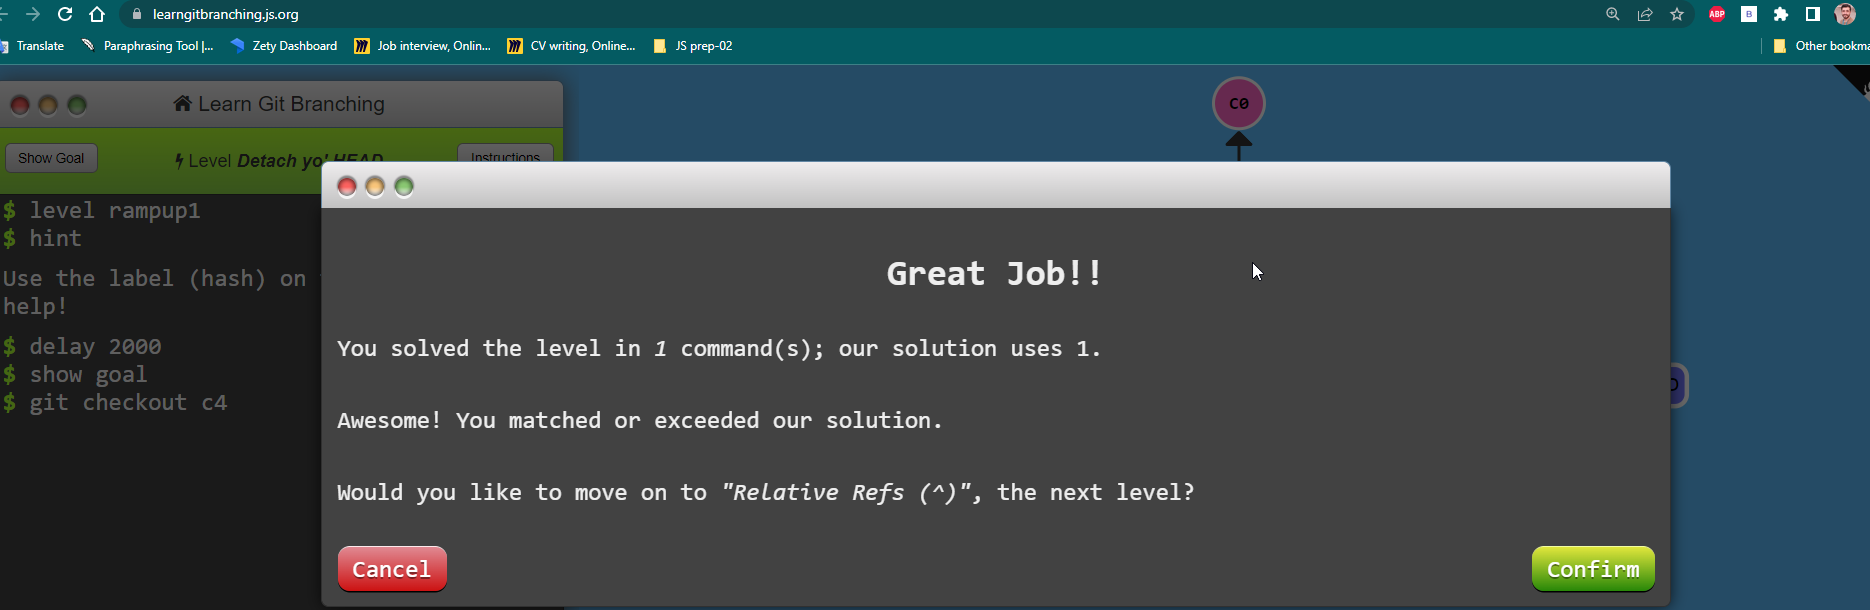 learngitbranching.js.org
ABP
B
Translate
Paraphrasing Tool |...
Zety Dashboard
Job interview, Onlin...
CV writing, Online...
JS prep-02
Other bookma
Learn Git Branching
C0
Show Goal
Level Detach yo' HEAD
Instructions
$ level rampup1
$ hint
Use the label (hash) on
help!
$ delay 2000
$ show goal
$ git checkout c4
Great Job!!
You solved the level in 1 command(s); our solution uses 1.
Awesome! You matched or exceeded our solution.
Would you like to move on to "Relative Refs (^)", the next level?
Cancel
Confirm